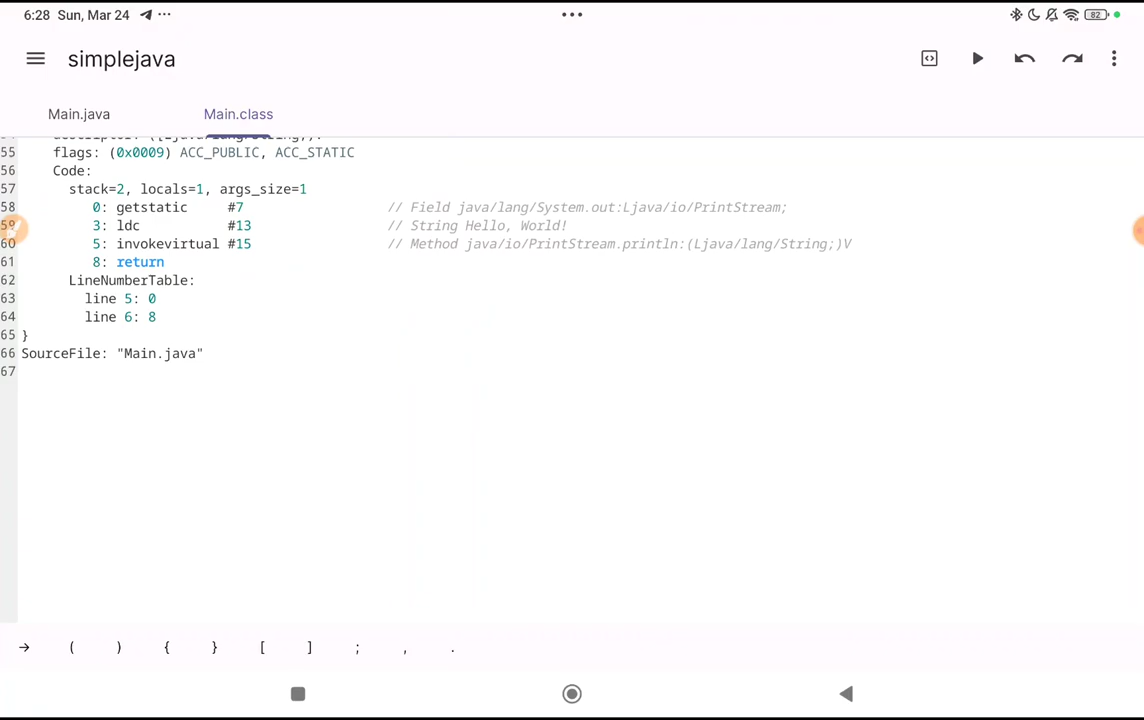 6:28 Sun, Mar 24
82
simplejava
Main.java Main.class
55 flags: (0x0009) ACC_PUBLIC, ACC_STATIC
56 Code:
57 stack=2, locals=1, args_size=1
58 0: getstatic #7 // Field java/lang/System.out:Ljava/io/PrintStream;
59 3: ldc #13 // String Hello, World!
60 5: invokevirtual #15 // Method java/io/PrintStream.println:(Ljava/lang/String;)V
61 8: return
62 LineNumberTable:
63 line 5: 0
64 line 6: 8
65 }
66 SourceFile: "Main.java"
67
→ ( ) { } [ ] ; , .